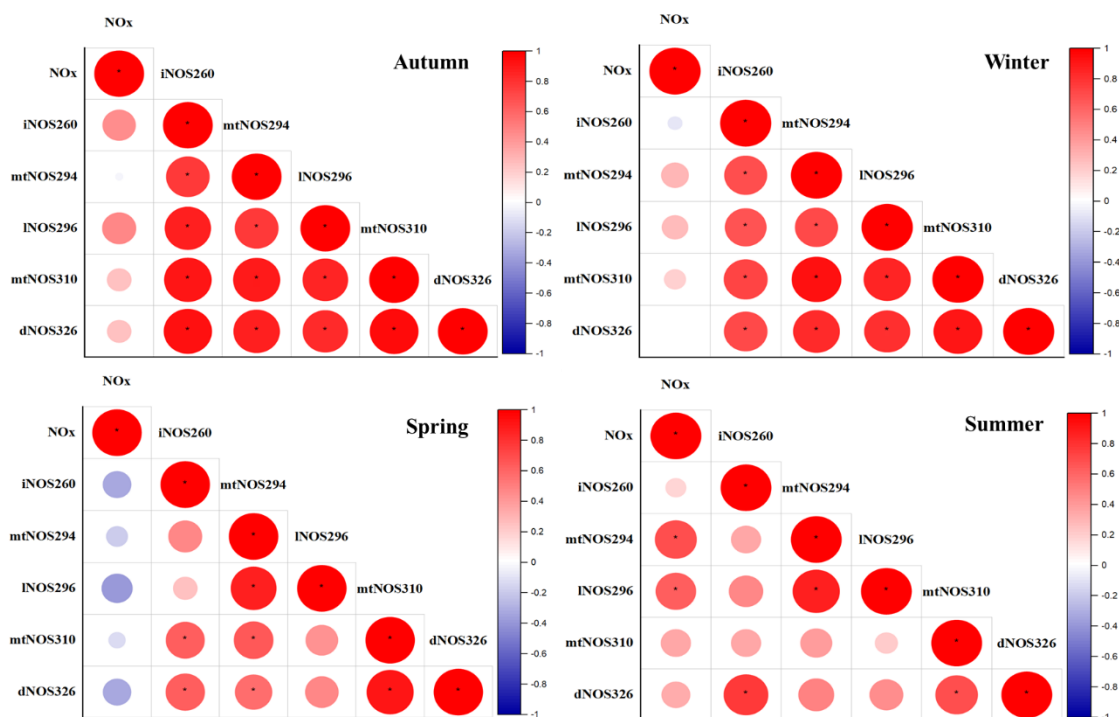 NOx
Autumn
NOx
iNOS260
iNOS260
mtNOS294
mtNOS294
lNOS296
lNOS296
mtNOS310
mtNOS310
dNOS326
dNOS326
1
0.8
0.6
0.4
0.2
0
-0.2
-0.4
-0.6
-0.8
-1
NOx
Winter
NOx
iNOS260
iNOS260
mtNOS294
mtNOS294
lNOS296
lNOS296
mtNOS310
mtNOS310
dNOS326
dNOS326
1
0.8
0.6
0.4
0.2
0
-0.2
-0.4
-0.6
-0.8
-1
NOx
Spring
NOx
iNOS260
iNOS260
mtNOS294
mtNOS294
lNOS296
lNOS296
mtNOS310
mtNOS310
dNOS326
dNOS326
1
0.8
0.6
0.4
0.2
0
-0.2
-0.4
-0.6
-0.8
-1
NOx
Summer
NOx
iNOS260
iNOS260
mtNOS294
mtNOS294
lNOS296
lNOS296
mtNOS310
mtNOS310
dNOS326
dNOS326
1
0.8
0.6
0.4
0.2
0
-0.2
-0.4
-0.6
-0.8
-1